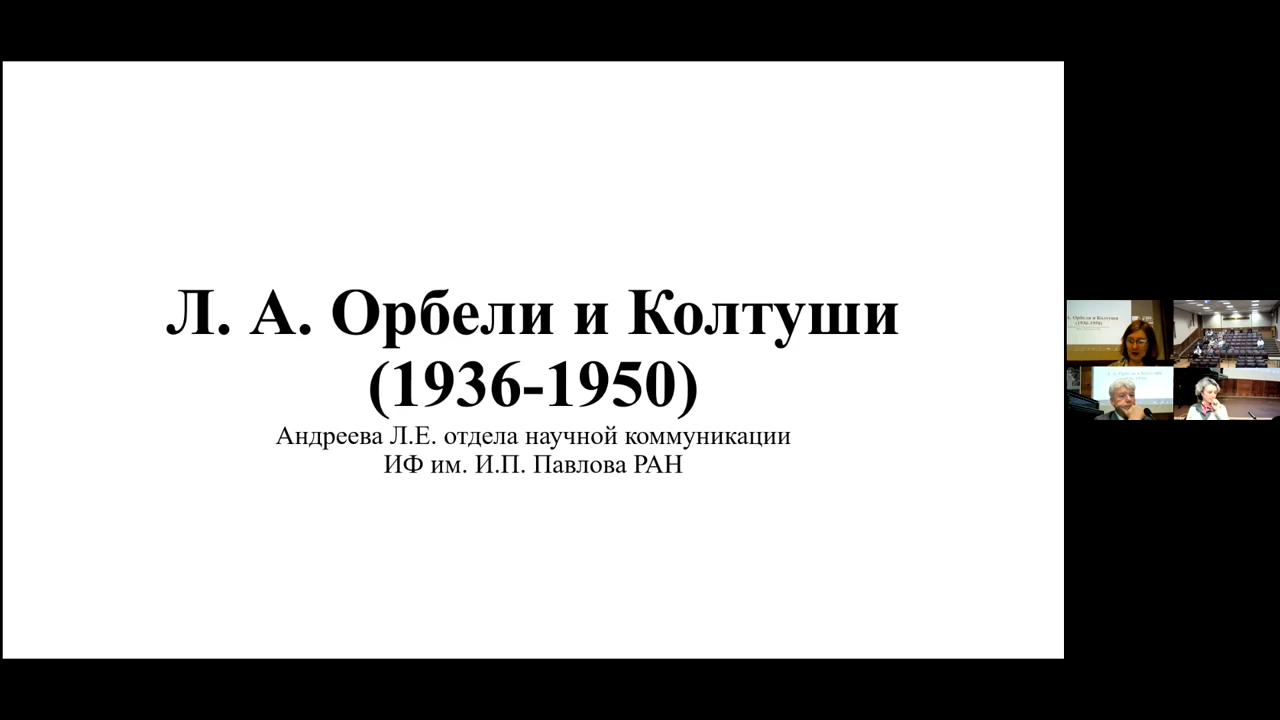 Л. А. Орбели и Колтуши
(1936-1950)
Андреева Л.Е. отдела научной коммуникации
ИФ им. И.П. Павлова РАН